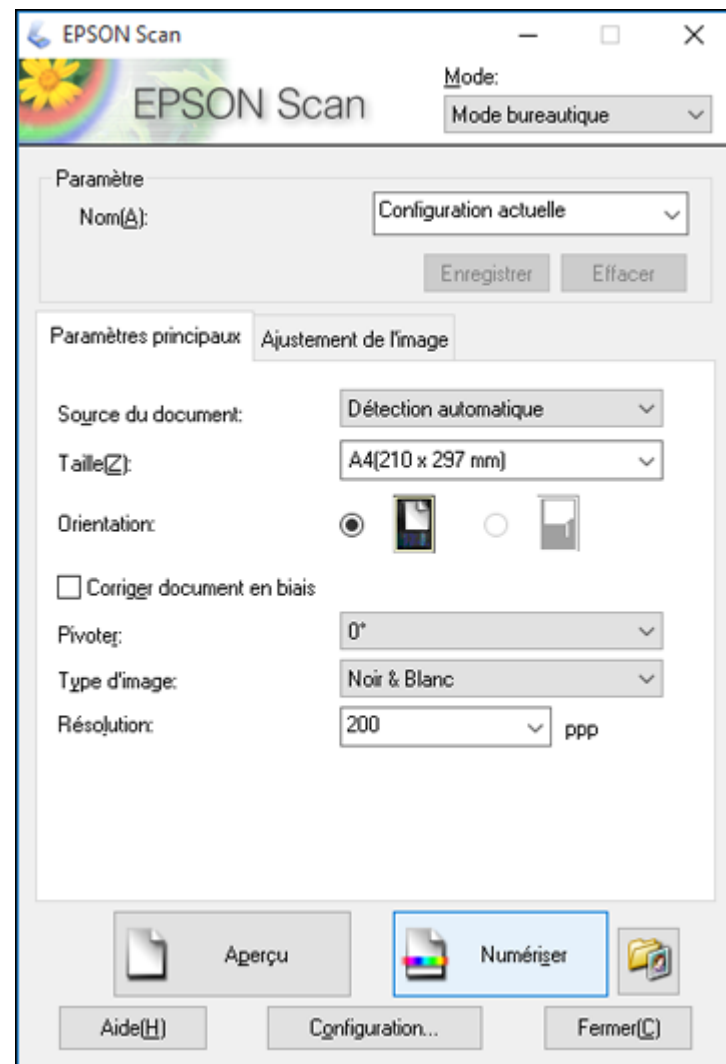 EPSON Scan
EPSON Scan
Mode:
Mode bureautique
Paramètre
Nom(A):
Configuration actuelle
Enregistrer
Effacer
Paramètres principaux
Ajustement de l'image
Source du document:
Détection automatique
Taille(Z):
A4(210 x 297 mm)
Orientation:
Corriger document en biais
Pivoter:
0°
Type d'image:
Noir & Blanc
Résolution:
200
ppp
Aperçu
Numériser
Aide(H)
Configuration...
Fermer(C)